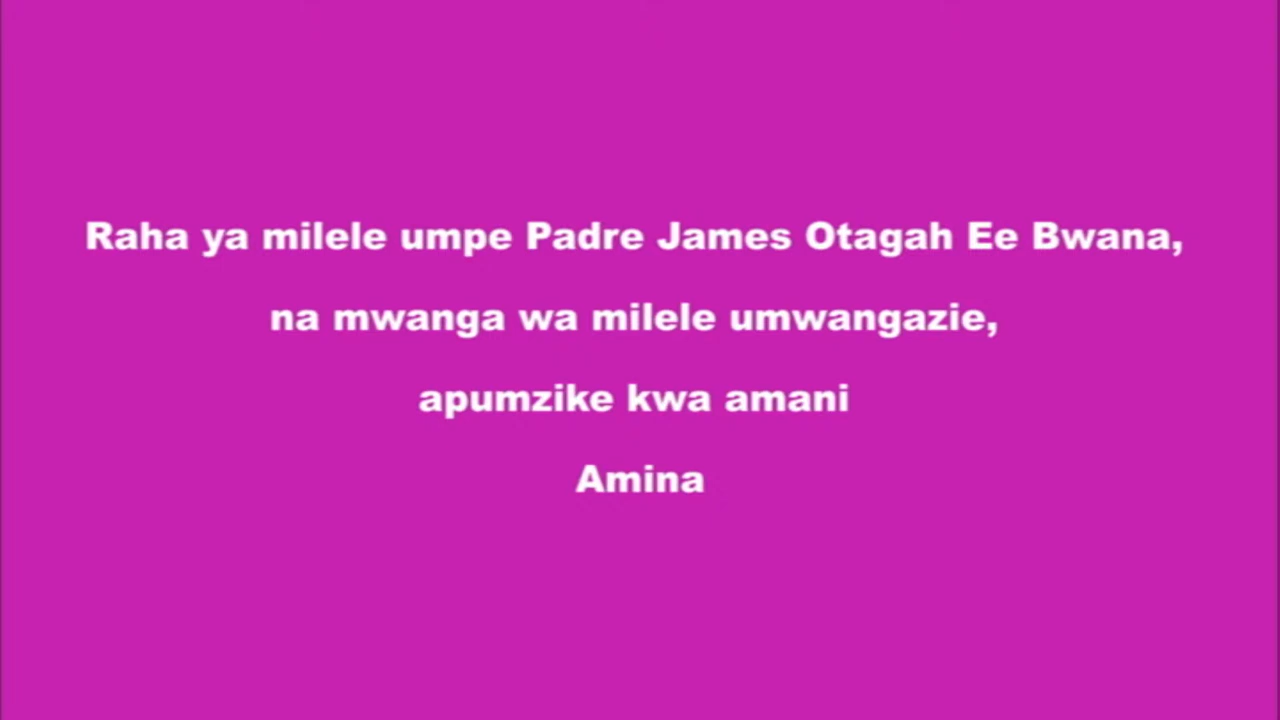 Raha ya milele umpe Padre James Otagah Ee Bwana,
na mwanga wa milele umwangazie,
apumzike kwa amani
Amina